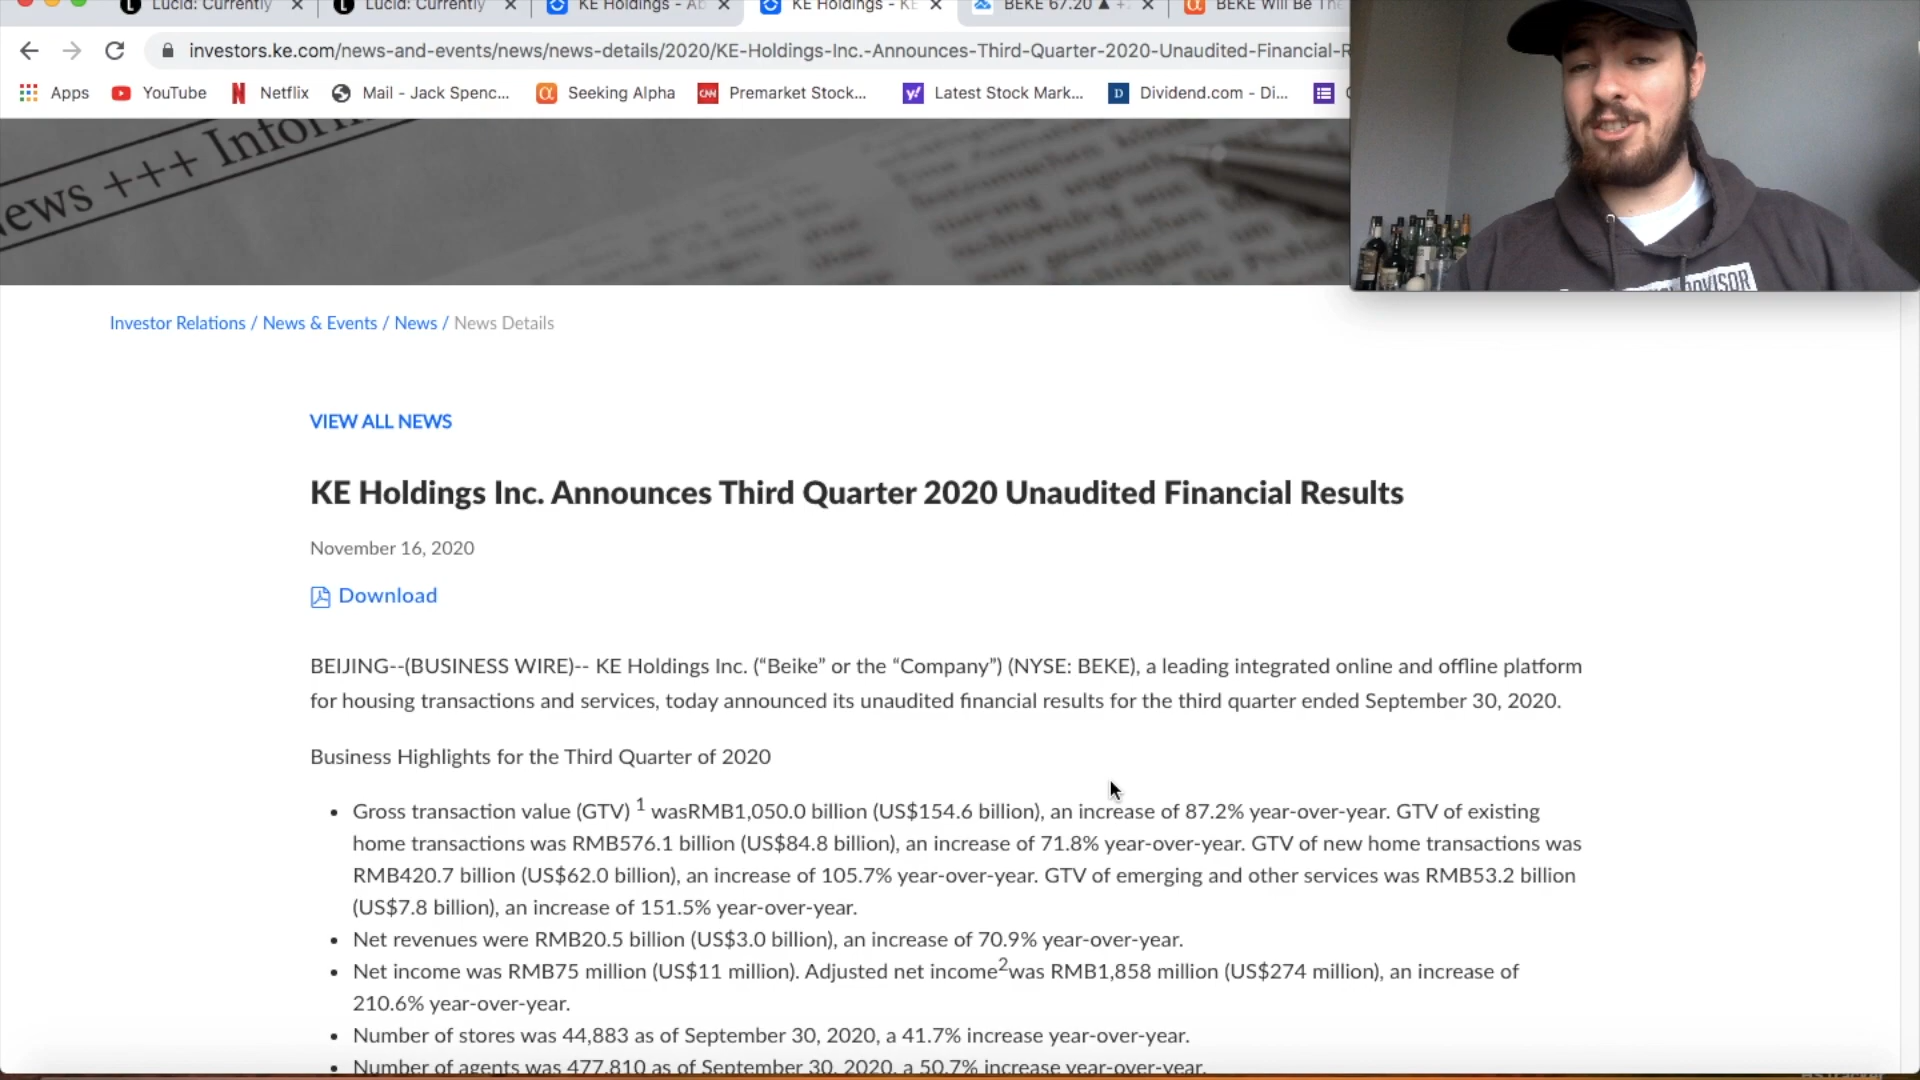 Lucid: Currently
Lucid: Currently
KE Holdings - Ab
KE Holdings - KE
BEKE 67.20 ▲ +
BEKE Will Be The
investors.ke.com/news-and-events/news/news-details/2020/KE-Holdings-Inc.-Announces-Third-Quarter-2020-Unaudited-Financial-R
Apps YouTube Netflix Mail - Jack Spenc... Seeking Alpha Premarket Stock... Latest Stock Mark... Dividend.com - Di...
ews +++ Inform
Investor Relations / News & Events / News / News Details
VIEW ALL NEWS
KE Holdings Inc. Announces Third Quarter 2020 Unaudited Financial Results
November 16, 2020
Download
BEIJING--(BUSINESS WIRE)-- KE Holdings Inc. (“Beike” or the “Company”) (NYSE: BEKE), a leading integrated online and offline platform
for housing transactions and services, today announced its unaudited financial results for the third quarter ended September 30, 2020.
Business Highlights for the Third Quarter of 2020
• Gross transaction value (GTV) 1 wasRMB1,050.0 billion (US$154.6 billion), an increase of 87.2% year-over-year. GTV of existing
home transactions was RMB576.1 billion (US$84.8 billion), an increase of 71.8% year-over-year. GTV of new home transactions was
RMB420.7 billion (US$62.0 billion), an increase of 105.7% year-over-year. GTV of emerging and other services was RMB53.2 billion
(US$7.8 billion), an increase of 151.5% year-over-year.
• Net revenues were RMB20.5 billion (US$3.0 billion), an increase of 70.9% year-over-year.
• Net income was RMB75 million (US$11 million). Adjusted net income2was RMB1,858 million (US$274 million), an increase of
210.6% year-over-year.
• Number of stores was 44,883 as of September 30, 2020, a 41.7% increase year-over-year.
• Number of agents was 477,810 as of September 30, 2020, a 50.7% increase year-over-year.